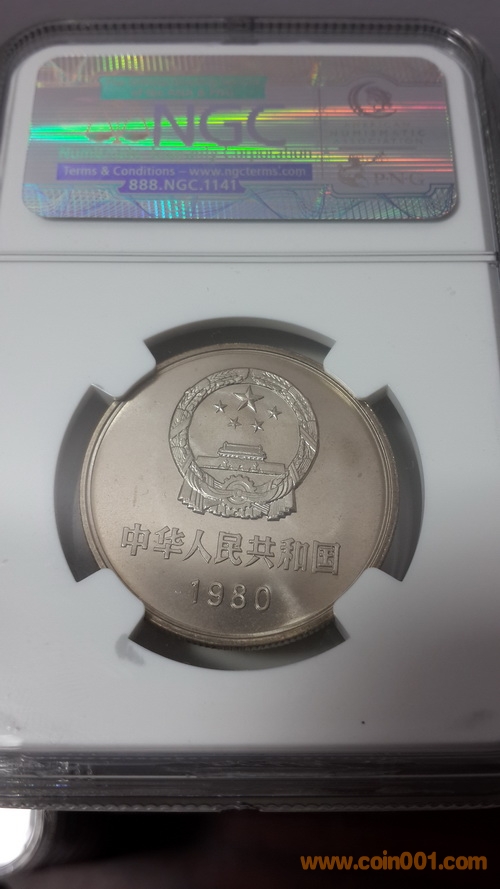 NGC
Terms & Conditions – www.ngcterms.com
888.NGC.1141
NUMISMATIC
P·N·G
中华人民共和国
1980
www.coin001.com